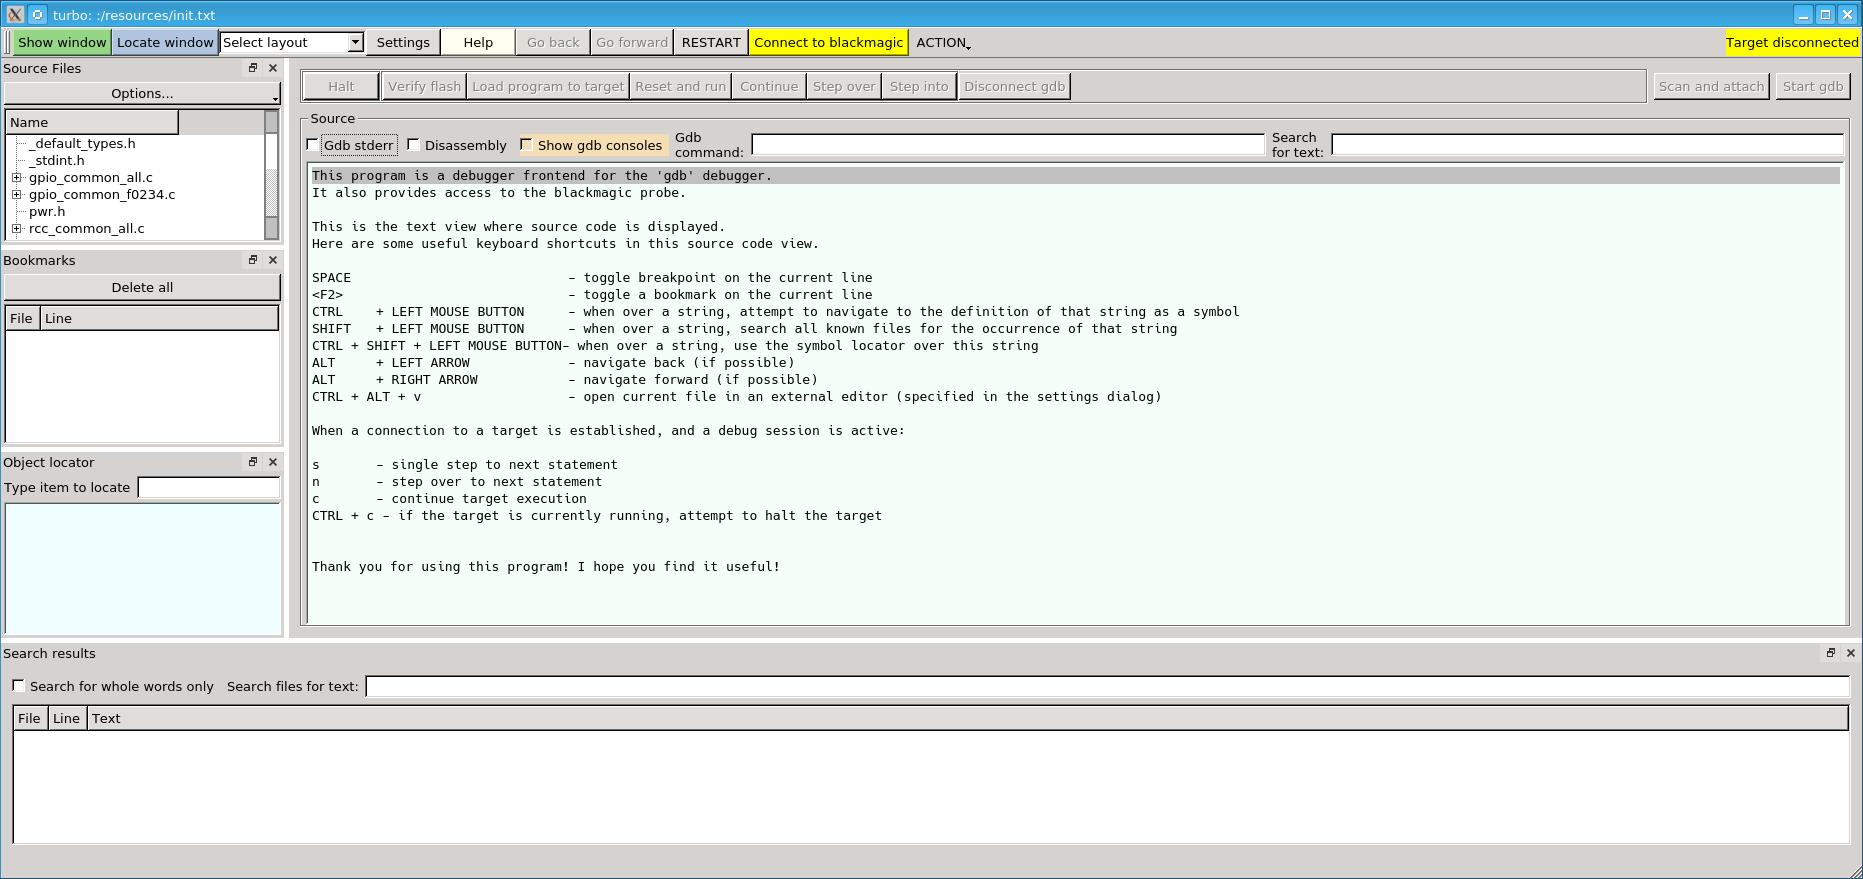 turbo: :/resources/init.txt
Show window Locate window Select layout Settings Help Go back Go forward RESTART Connect to blackmagic ACTION Target disconnected
Source Files
Options...
Name
_default_types.h
_stdint.h
gpio_common_all.c
gpio_common_f0234.c
pwr.h
rcc_common_all.c
Bookmarks
Delete all
File Line
Object locator
Type item to locate
Halt Verify flash Load program to target Reset and run Continue Step over Step into Disconnect gdb Scan and attach Start gdb
Source
Gdb stderr Disassembly Show gdb consoles Gdb command: Search for text:
This program is a debugger frontend for the 'gdb' debugger.
It also provides access to the blackmagic probe.
This is the text view where source code is displayed.
Here are some useful keyboard shortcuts in this source code view.
SPACE – toggle breakpoint on the current line
<F2> – toggle a bookmark on the current line
CTRL + LEFT MOUSE BUTTON – when over a string, attempt to navigate to the definition of that string as a symbol
SHIFT + LEFT MOUSE BUTTON – when over a string, search all known files for the occurrence of that string
CTRL + SHIFT + LEFT MOUSE BUTTON– when over a string, use the symbol locator over this string
ALT + LEFT ARROW – navigate back (if possible)
ALT + RIGHT ARROW – navigate forward (if possible)
CTRL + ALT + v – open current file in an external editor (specified in the settings dialog)
When a connection to a target is established, and a debug session is active:
s – single step to next statement
n – step over to next statement
c – continue target execution
CTRL + c – if the target is currently running, attempt to halt the target
Thank you for using this program! I hope you find it useful!
Search results
Search for whole words only Search files for text:
File Line Text